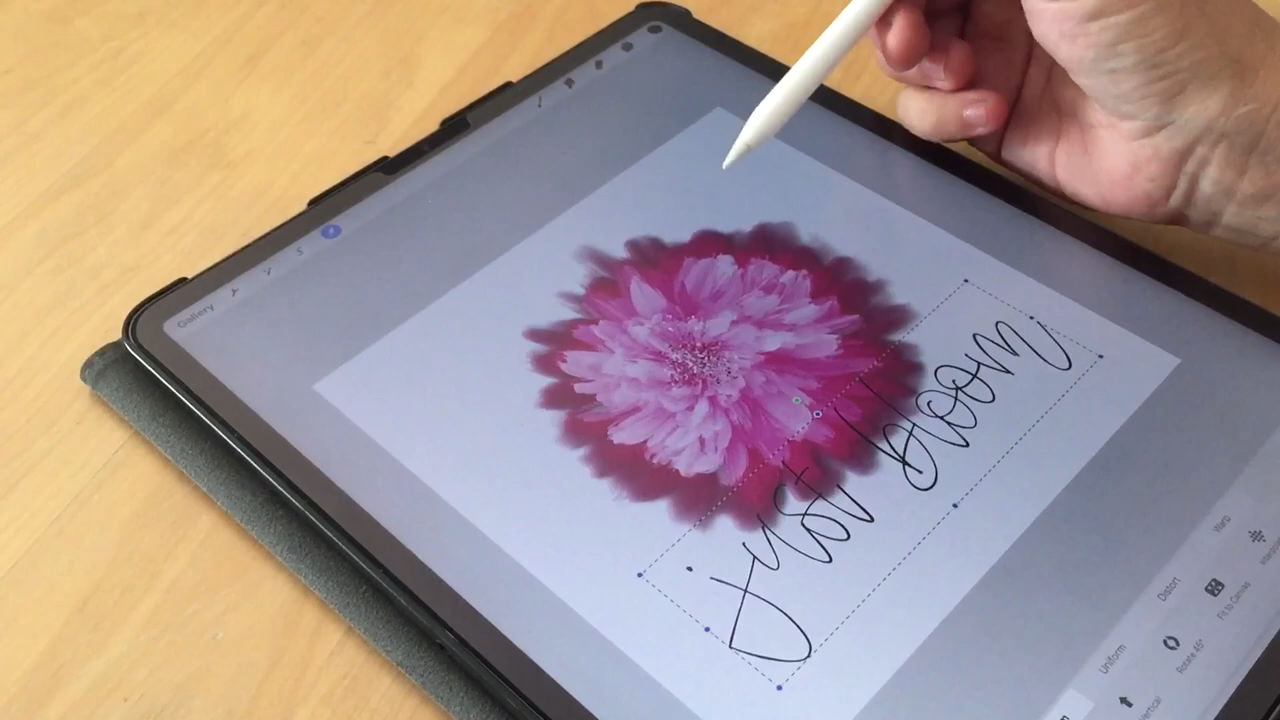 Gallery
S
just bloom
Warp
Distort
Fit to Canvas
Uniform
Rotate 45°